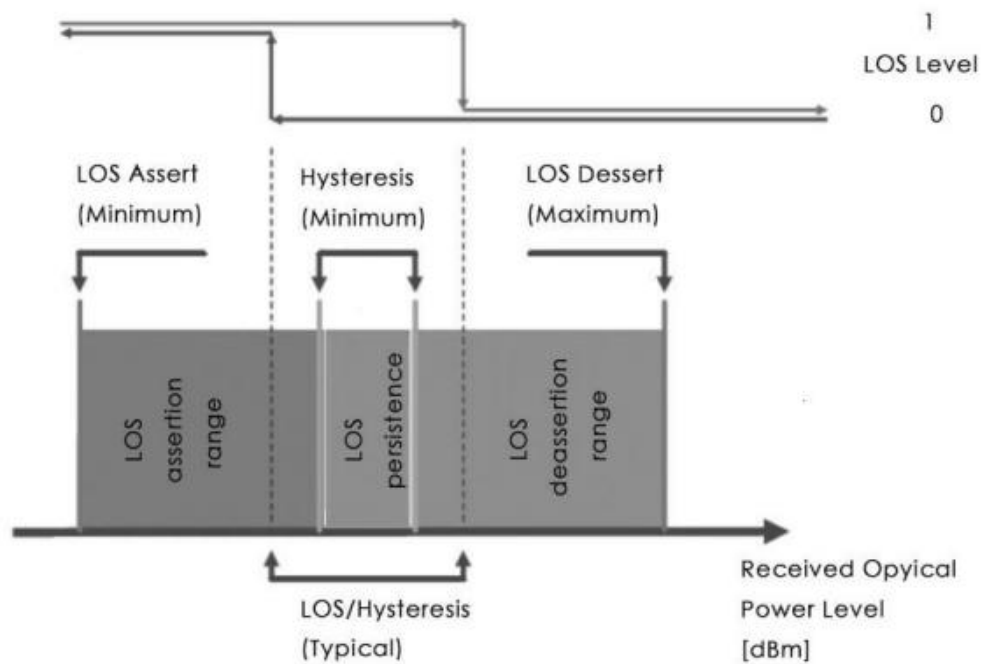 1
LOS Level
0
LOS Assert
(Minimum)
Hysteresis
(Minimum)
LOS Dessert
(Maximum)
LOS
assertion
range
LOS
persistence
LOS
deassertion
range
LOS/Hysteresis
(Typical)
Received Opyical
Power Level
[dBm]